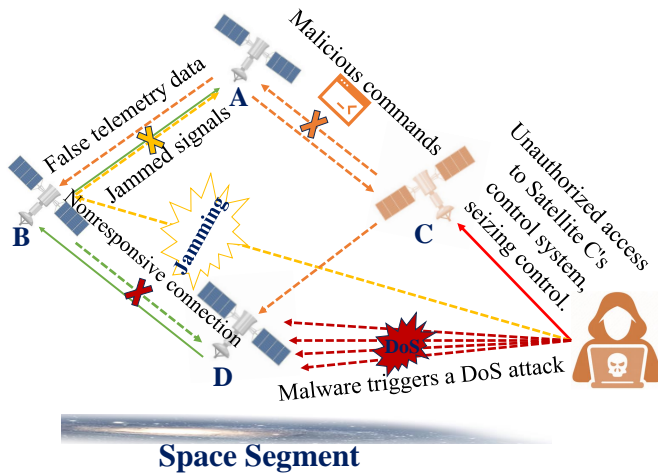 Malicious commands
A
False telemetry data
Jammed signals
Unauthorized access
to Satellite C's
control system,
seizing control.
B
Nonresponsive connection
Jamming
C
D
DoS
Malware triggers a DoS attack
Space Segment